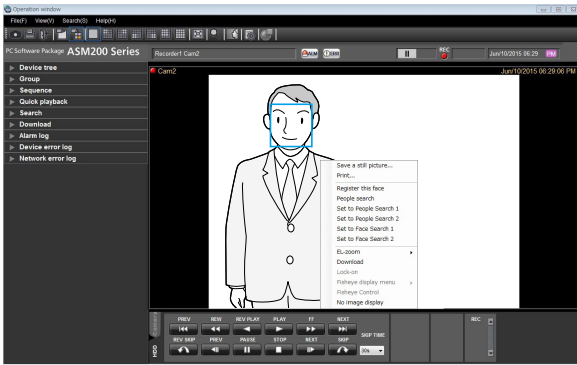 Operation window
File(F) View(V) Search(S) Help(H)
PC Software Package ASM200 Series
Recorder1 Cam2
ALM
ERR
REC
Jun/10/2015 06:29 PM
Device tree
Group
Sequence
Quick playback
Search
Download
Alarm log
Device error log
Network error log
Cam2
Jun/10/2015 06:29:06 PM
Save a still picture...
Print...
Register this face
People search
Set to People Search 1
Set to People Search 2
Set to Face Search 1
Set to Face Search 2
EL-zoom
Download
Lock-on
Fisheye display menu
Fisheye Control
No image display
HDD
PREV REW REV PLAY PLAY FF NEXT
REV SKIP PREV PAUSE STOP NEXT SKIP
SKIP TIME
30s
REC